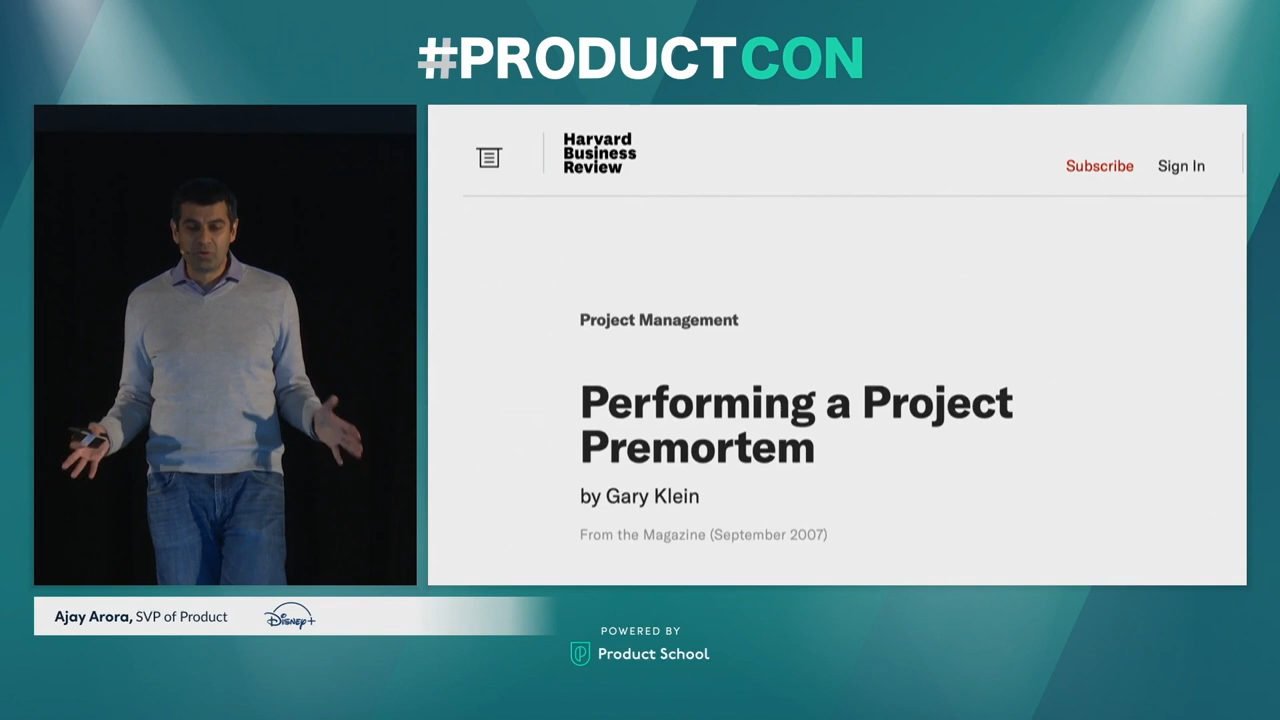 #PRODUCTCON
Harvard
Business
Review
Subscribe
Sign In
Project Management
Performing a Project
Premortem
by Gary Klein
From the Magazine (September 2007)
Ajay Arora, SVP of Product
Disney+
POWERED BY
Product School